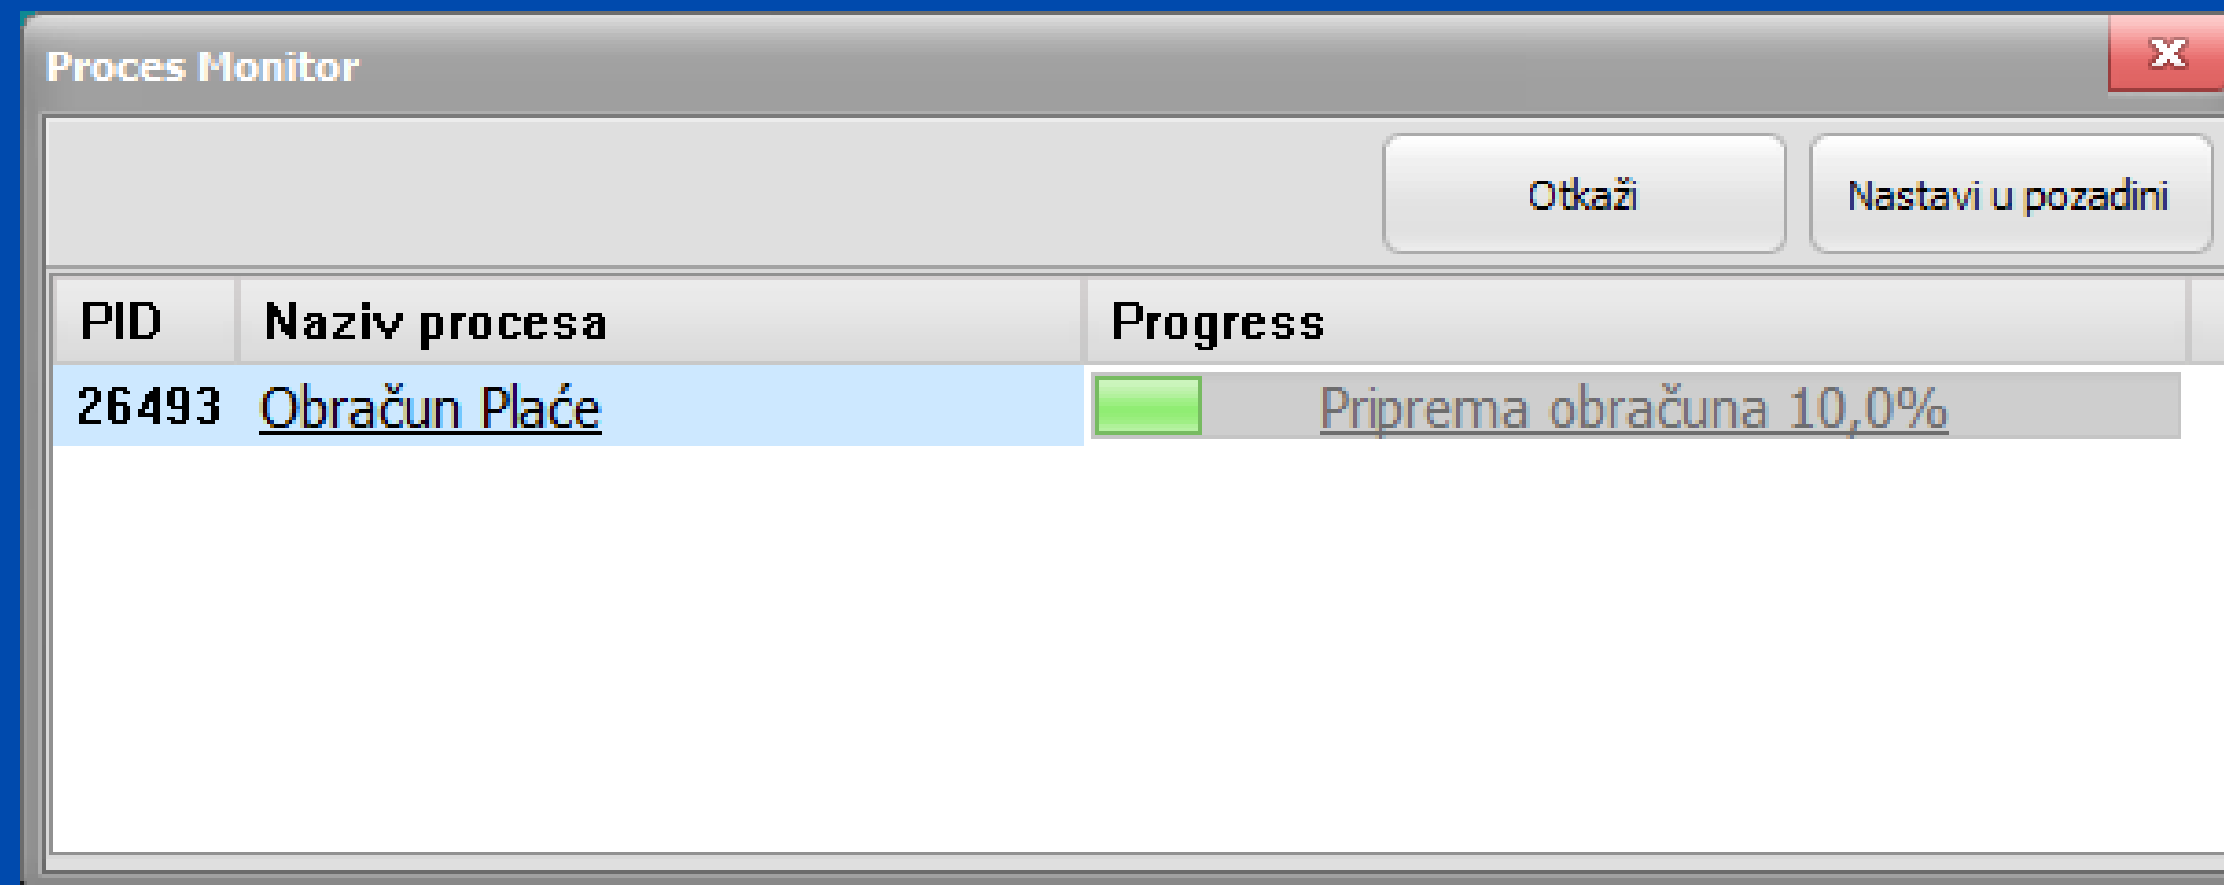 Proces Monitor
Otkaži Nastavi u pozadini
PID Naziv procesa Progress
26493 Obračun Plaće Priprema obračuna 10,0%